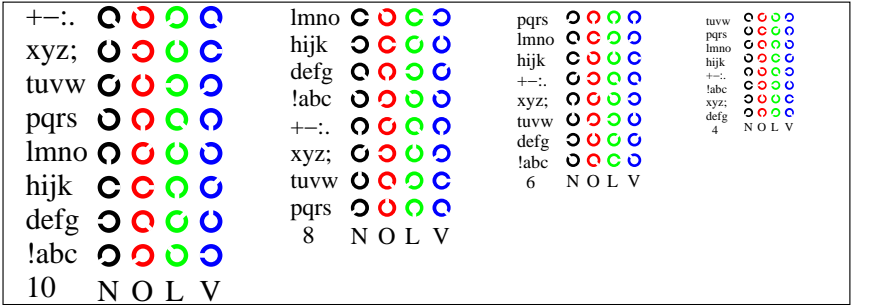 +−:.
xyz;
tuvw
pqrs
lmno
hijk
defg
!abc
10 N O L V
lmno
hijk
defg
!abc
+−:.
xyz;
tuvw
pqrs
8 N O L V
pqrs
lmno
hijk
+−:.
xyz;
tuvw
defg
!abc
6 N O L V
tuvw
pqrs
lmno
hijk
+−:.
!abc
xyz;
defg
4 N O L V